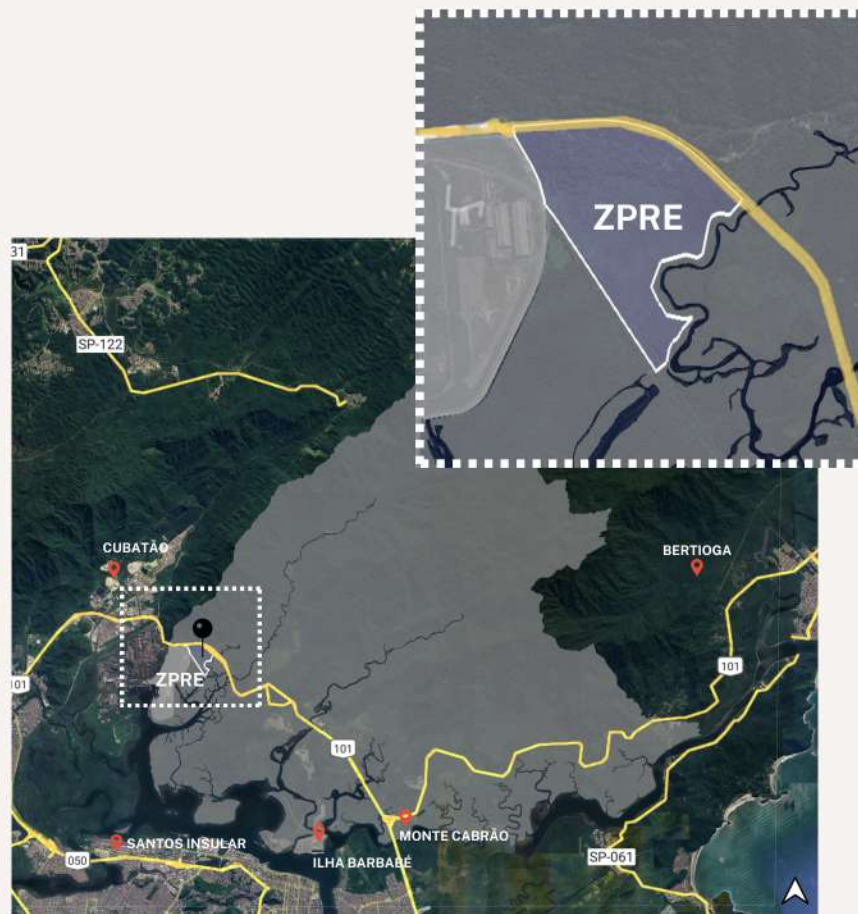 ZPRE
31
SP-122
CUBATÃO
BERTIOGA
ZPRE
101
101
101
SANTOS INSULAR
MONTE CABRÃO
050
ILHA BARBABÉ
SP-061